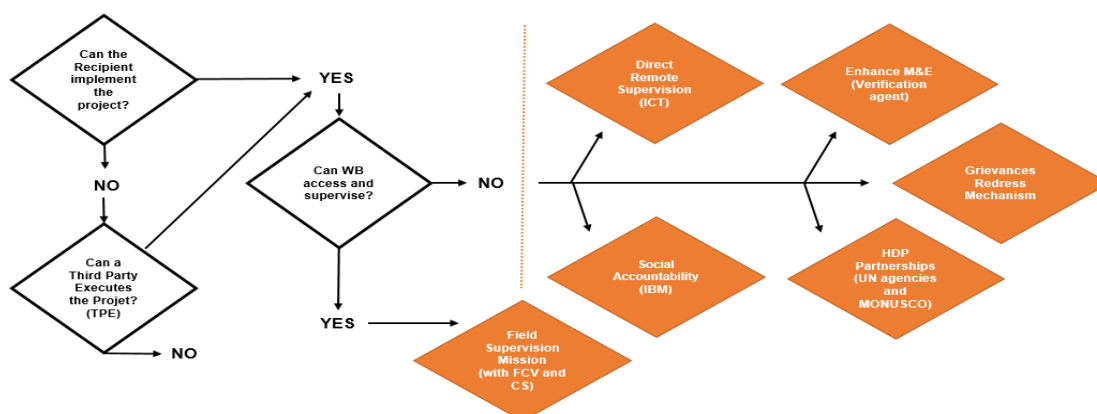 Can the
Recipient
implement
the
project?
YES
NO
Can a
Third Party
Executes
the Projet?
(TPE)
NO
Can WB
access and
supervise?
NO
YES
Direct
Remote
Supervision
(ICT)
Enhance M&E
(Verification
agent)
Grievances
Redress
Mechanism
Social
Accountability
(IBM)
HDP
Partnerships
(UN agencies
and
MONUSCO)
Field
Supervision
Mission
(with FCV and
CS)